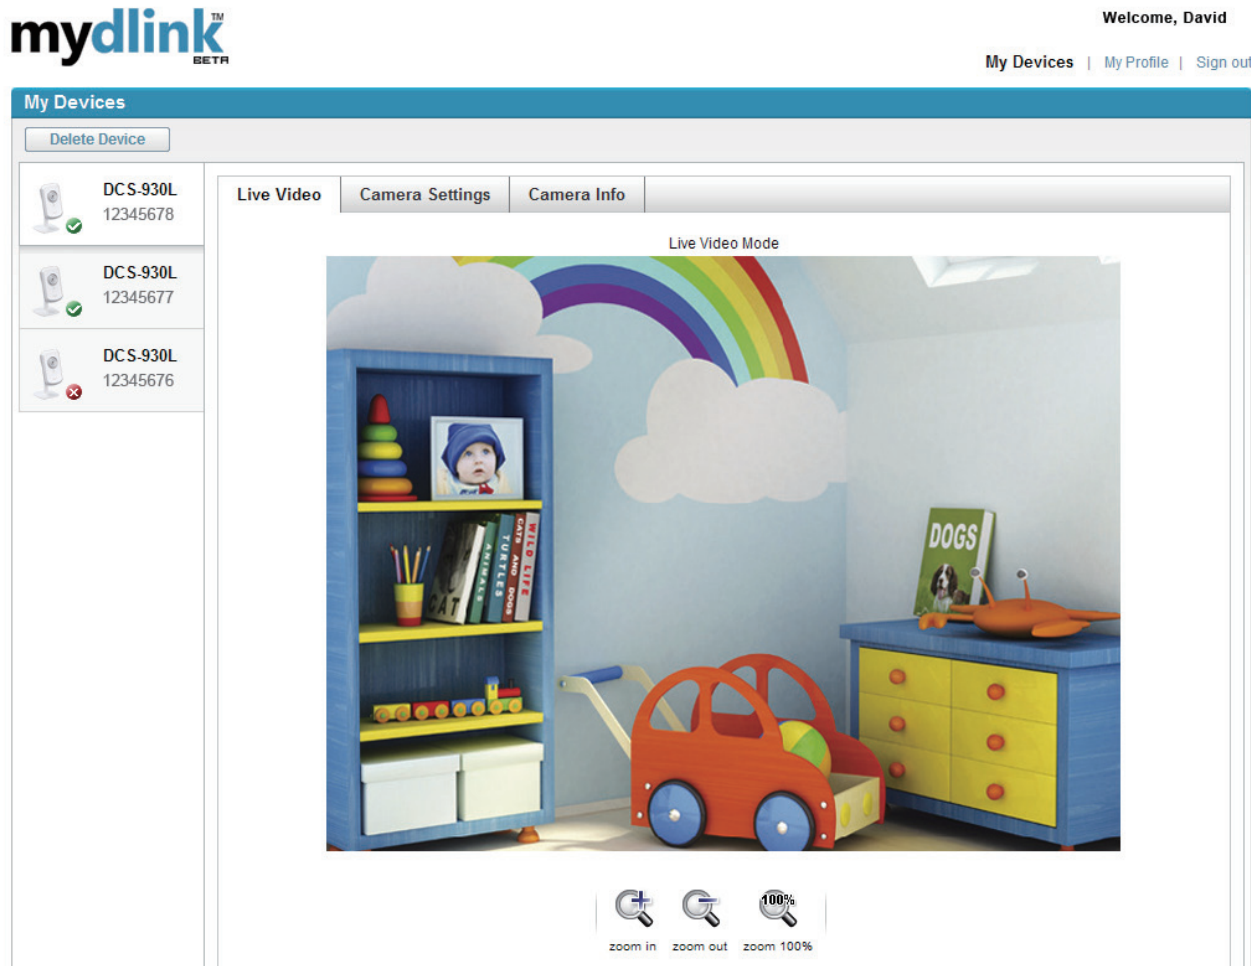 mydlink™
BETA
Welcome, David
My Devices | My Profile | Sign out
My Devices
Delete Device
DCS-930L
12345678
DCS-930L
12345677
DCS-930L
12345676
Live Video
Camera Settings
Camera Info
Live Video Mode
DOGS
CAT
ANIMALS
TURTLES
CATS AND DOGS
WILD LIFE
100%
zoom in
zoom out
zoom 100%